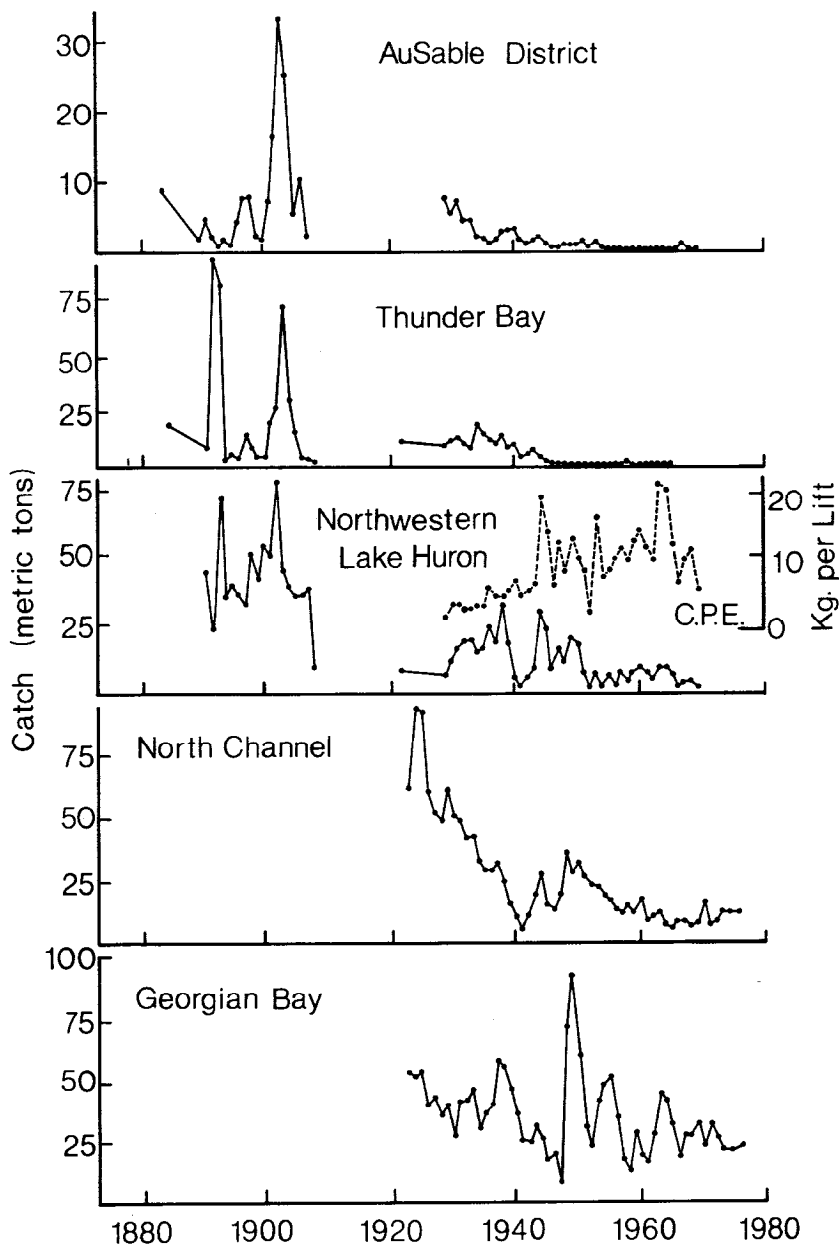 AuSable District
30
20
10
Thunder Bay
75
50
25
Northwestern
Lake Huron
75
50
25
20
10
0
C.P.E.
Kg. per Lift
Catch (metric tons)
North Channel
75
50
25
Georgian Bay
100
75
50
25
1880 1900 1920 1940 1960 1980